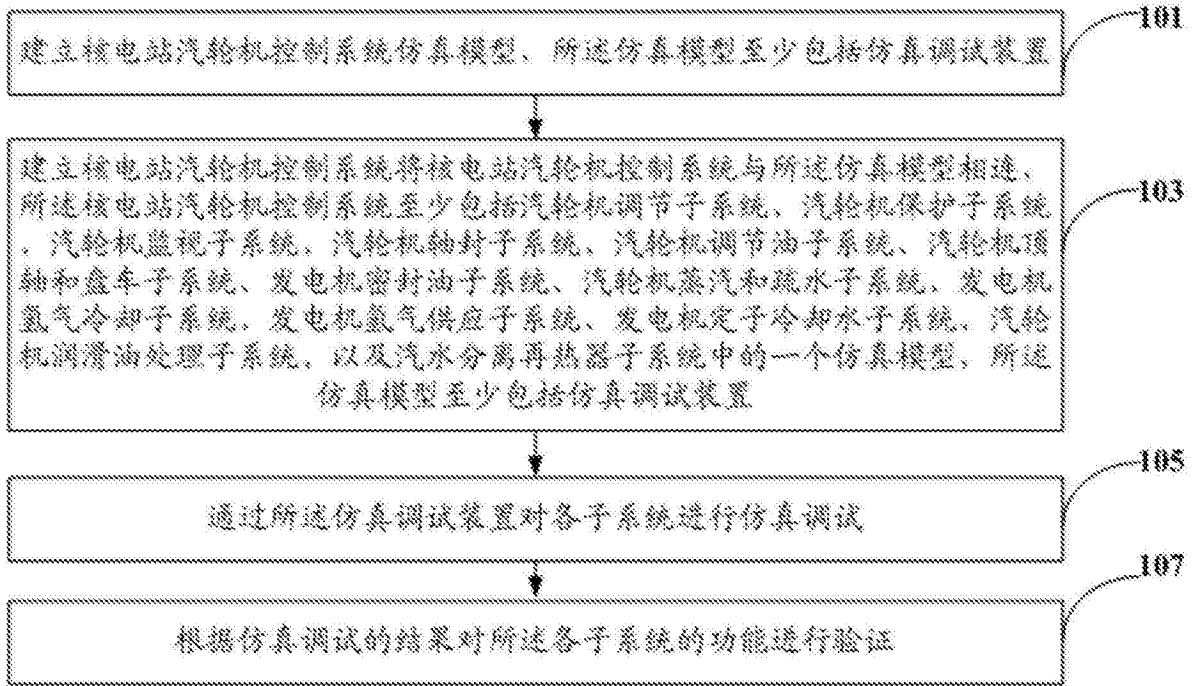 101
建立核电站汽轮机控制系统仿真模型、所述仿真模型至少包括仿真调试装置
103
建立核电站汽轮机控制系统将核电站汽轮机控制系统与所述仿真模型相连、
所述核电站汽轮机控制系统至少包括汽轮机调节子系统、汽轮机保护子系统
、汽轮机监视子系统、汽轮机轴封子系统、汽轮机调节油子系统、汽轮机顶
轴和盘车子系统、发电机密封油子系统、汽轮机蒸汽和疏水子系统、发电机
氢气冷却子系统、发电机氢气供应子系统、发电机定子冷却水子系统、汽轮
机润滑油处理子系统、以及汽水分离再热器子系统中的一个仿真模型、所述
仿真模型至少包括仿真调试装置
105
通过所述仿真调试装置对各子系统进行仿真调试
107
根据仿真调试的结果对所述各子系统的功能进行验证